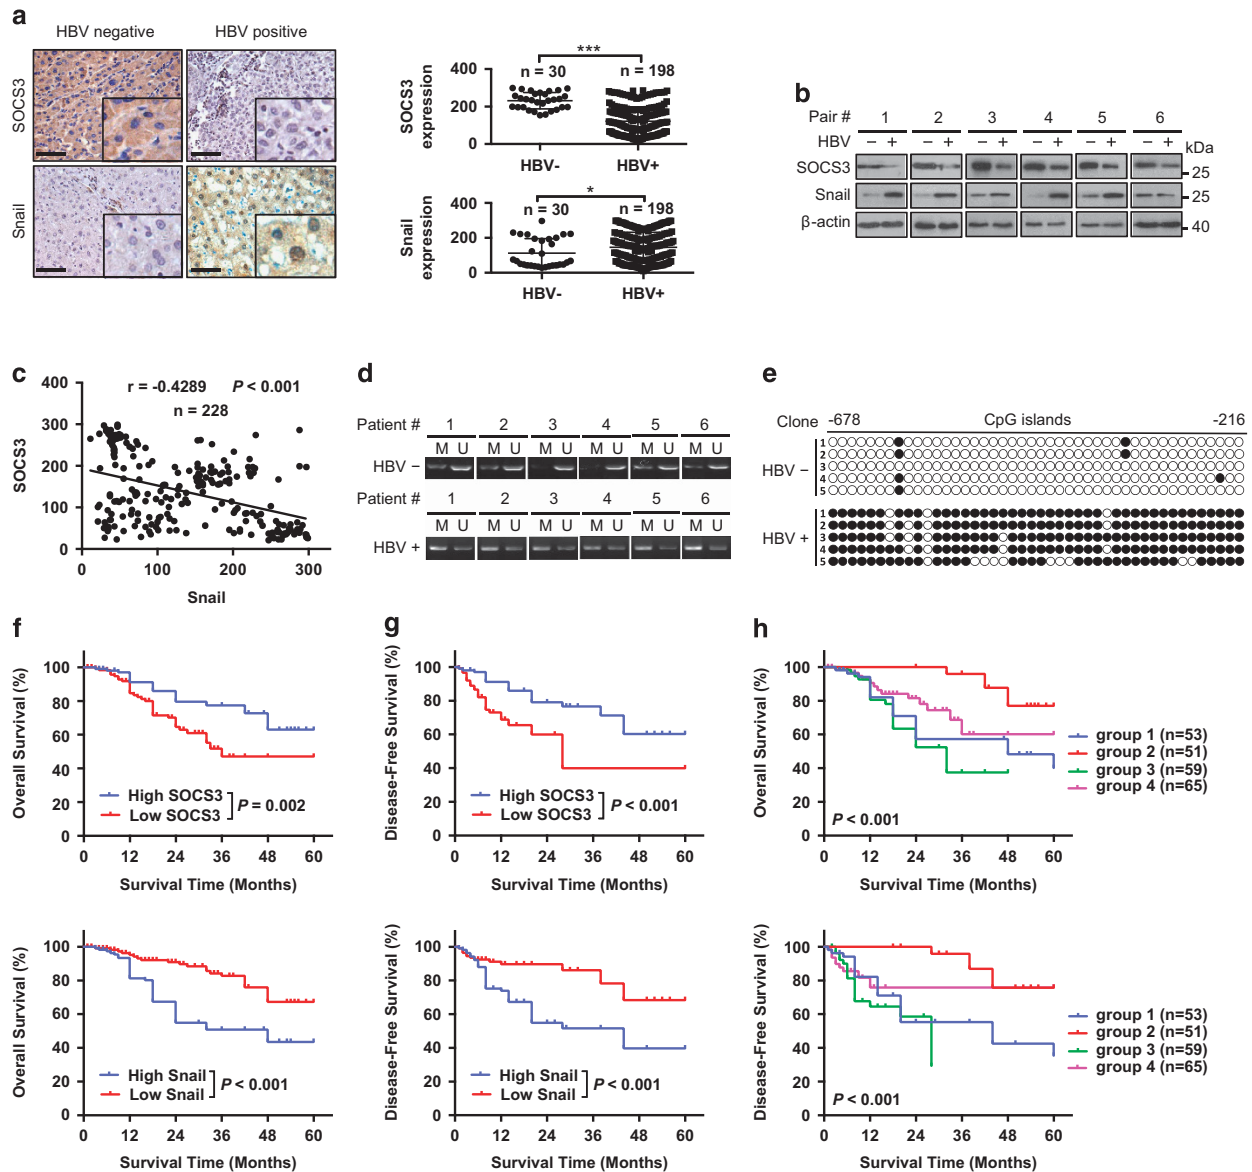 a
HBV negative
HBV positive
SOCS3
Snail
***
n = 30
n = 198
SOCS3
expression
400
200
0
HBV-
HBV+
*
n = 30
n = 198
Snail
expression
400
200
0
HBV-
HBV+
b
Pair #
1 2 3 4 5 6
HBV
– + – + – + – + – + – +
kDa
SOCS3
25
Snail
25
β-actin
40
c
r = -0.4289
P < 0.001
n = 228
SOCS3
400
300
200
100
0
0 100 200 300
Snail
d
Patient #
1 2 3 4 5 6
M U M U M U M U M U M U
HBV –
Patient #
1 2 3 4 5 6
M U M U M U M U M U M U
HBV +
e
Clone
-678
CpG islands
-216
HBV –
1
2
3
4
5
HBV +
1
2
3
4
5
f
Overall Survival (%)
100
80
60
40
20
0
High SOCS3
Low SOCS3
P = 0.002
0 12 24 36 48 60
Survival Time (Months)
Overall Survival (%)
100
80
60
40
20
0
High Snail
Low Snail
P < 0.001
0 12 24 36 48 60
Survival Time (Months)
g
Disease-Free Survival (%)
100
80
60
40
20
0
High SOCS3
Low SOCS3
P < 0.001
0 12 24 36 48 60
Survival Time (Months)
Disease-Free Survival (%)
100
80
60
40
20
0
High Snail
Low Snail
P < 0.001
0 12 24 36 48 60
Survival Time (Months)
h
Overall Survival (%)
100
80
60
40
20
0
P < 0.001
0 12 24 36 48 60
Survival Time (Months)
group 1 (n=53)
group 2 (n=51)
group 3 (n=59)
group 4 (n=65)
Disease-Free Survival (%)
100
80
60
40
20
0
P < 0.001
0 12 24 36 48 60
Survival Time (Months)
group 1 (n=53)
group 2 (n=51)
group 3 (n=59)
group 4 (n=65)